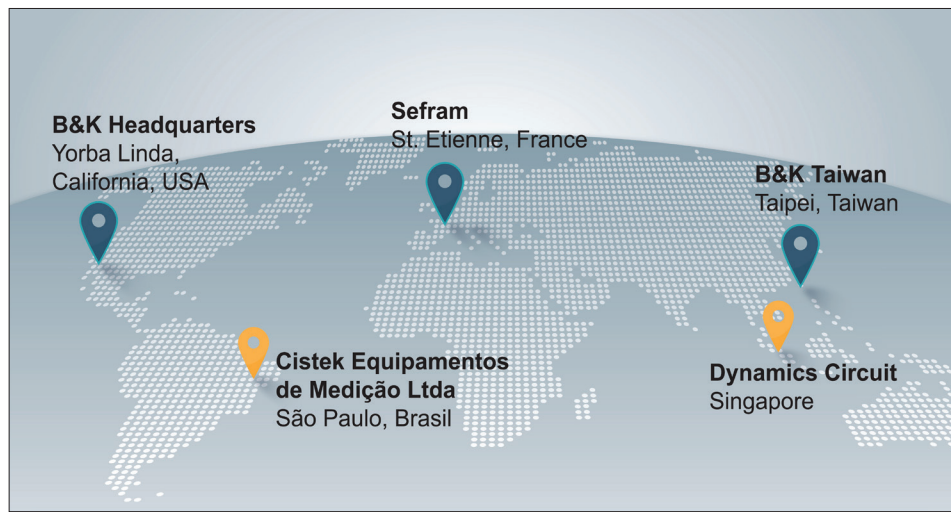 B&K Headquarters
Yorba Linda,
California, USA
Sefram
St. Etienne, France
B&K Taiwan
Taipei, Taiwan
Cistek Equipamentos
de Medição Ltda
São Paulo, Brasil
Dynamics Circuit
Singapore